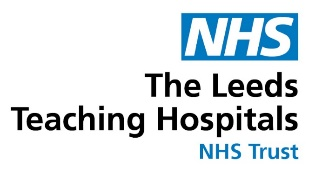 NHS
The Leeds
Teaching Hospitals
NHS Trust